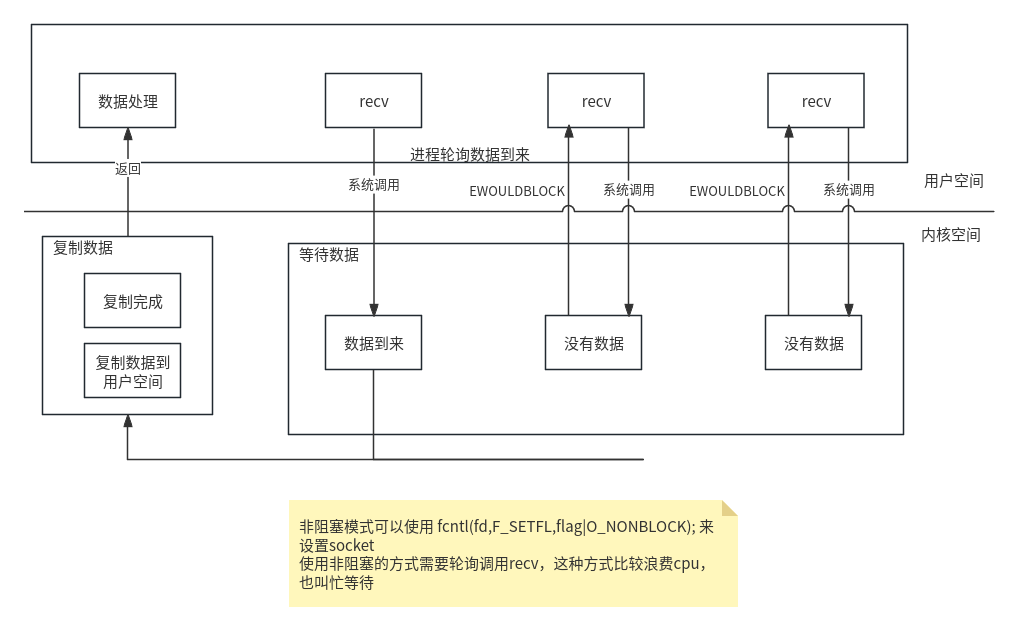 数据处理
recv
recv
recv
进程轮询数据到来
返回
系统调用
EWOULDBLOCK
系统调用
EWOULDBLOCK
系统调用
用户空间
内核空间
复制数据
等待数据
复制完成
数据到来
没有数据
没有数据
复制数据到
用户空间
非阻塞模式可以使用 fcntl(fd,F_SETFL,flag|O_NONBLOCK); 来
设置socket
使用非阻塞的方式需要轮询调用recv，这种方式比较浪费cpu，
也叫忙等待